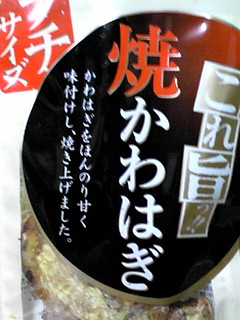 プチ
サイズ
これ旨っ!!
焼かわはぎ
かわはぎをほんのり甘く
味付けし、焼き上げました。